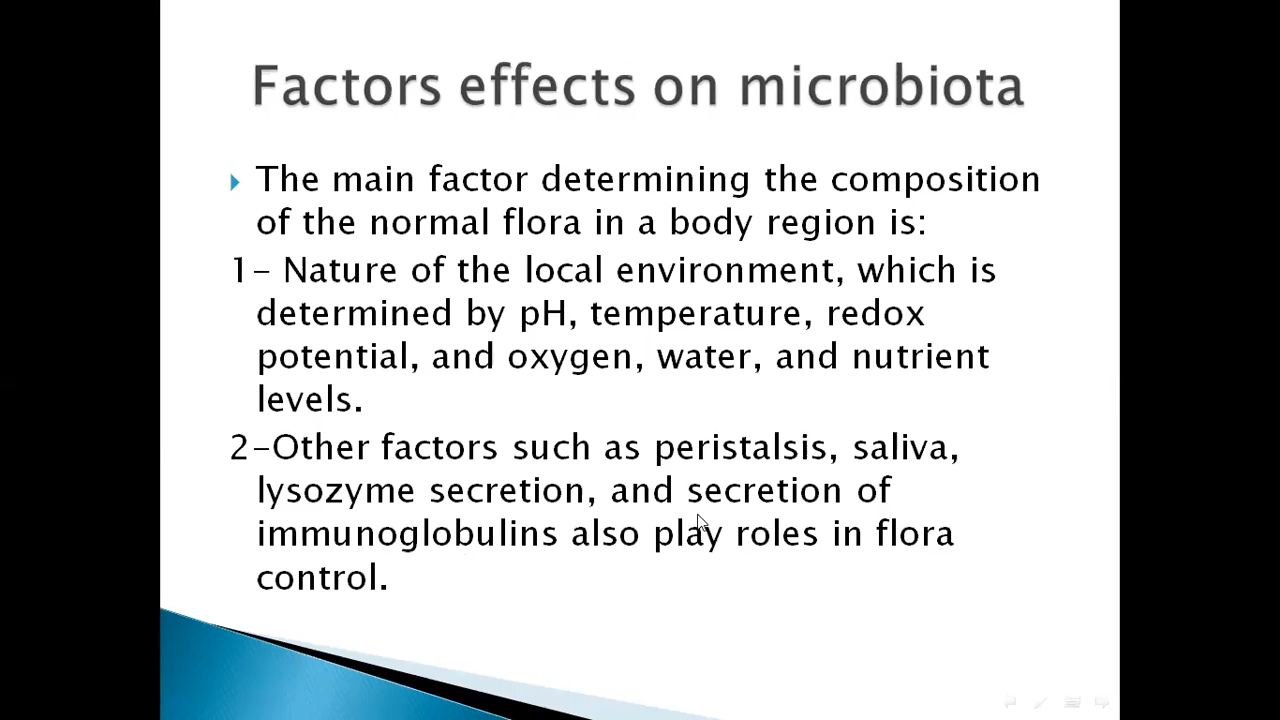 Factors effects on microbiota
The main factor determining the composition
of the normal flora in a body region is:
1- Nature of the local environment, which is
determined by pH, temperature, redox
potential, and oxygen, water, and nutrient
levels.
2-Other factors such as peristalsis, saliva,
lysozyme secretion, and secretion of
immunoglobulins also play roles in flora
control.